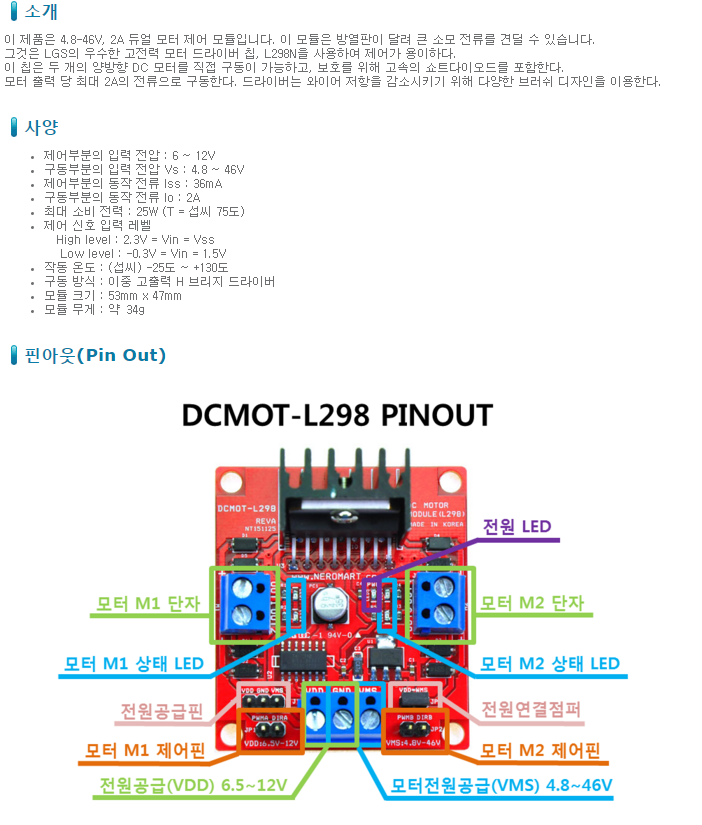 소개
이 제품은 4.8-46V, 2A 듀얼 모터 제어 모듈입니다. 이 모듈은 방열판이 달려 큰 소모 전류를 견딜 수 있습니다.
그것은 LGS의 우수한 고전력 모터 드라이버 칩, L298N을 사용하여 제어가 용이하다.
이 칩은 두 개의 양방향 DC 모터를 직접 구동이 가능하고, 보호를 위해 고속의 쇼트다이오드를 포함한다.
모터 출력 당 최대 2A의 전류으로 구동한다. 드라이버는 와이어 저항을 감소시키기 위해 다양한 브러쉬 디자인을 이용한다.
사양
제어부분의 입력 전압 : 6 ~ 12V
구동부분의 입력 전압 Vs : 4.8 ~ 46V
제어부분의 동작 전류 Iss : 36mA
구동부분의 동작 전류 Io : 2A
최대 소비 전력 : 25W (T = 섭씨 75도)
제어 신호 입력 레벨
High level : 2.3V = Vin = Vss
Low level : -0.3V = Vin = 1.5V
작동 온도 : (섭씨) -25도 ~ +130도
구동 방식 : 이중 고출력 H 브리지 드라이버
모듈 크기 : 53mm x 47mm
모듈 무게 : 약 34g
핀아웃(Pin Out)
DCMOT-L298 PINOUT
DCMOT-L298
REVA
NT151125
DC MOTOR
MODULE(L298)
MADE IN KOREA
전원 LED
WWW.NEROMART.CO
모터 M1 단자
모터 M2 단자
-1 94V-0
모터 M1 상태 LED
모터 M2 상태 LED
U2
VDD GND VMS
VDD GND VMS
VDD=VMS
전원공급핀
전원연결점퍼
PWMA DIRA
PWMB DIRB
JP1
JP2
VDD:6.5V-12V
VMS:4.8V-46V
모터 M1 제어핀
모터 M2 제어핀
전원공급(VDD) 6.5~12V
모터전원공급(VMS) 4.8~46V